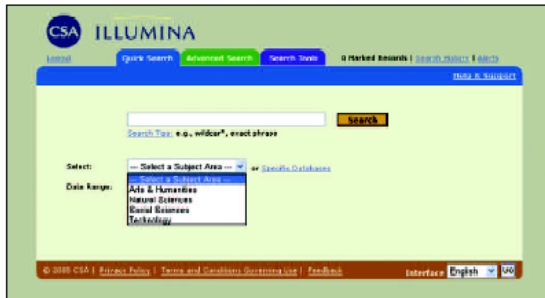 CSA ILLUMINA
Logout Quick Search Advanced Search Search Tools 0 Marked Records | Search History | Alerts
Help & Support
Search
Search Tips: e.g., wildcar*, exact phrase
Select: --- Select a Subject Area --- or Specific Databases
--- Select a Subject Area ---
Date Range: Arts & Humanities
Natural Sciences
Social Sciences
Technology
CSA | Privacy Policy | Terms and Conditions Governing Use | Feedback Interface English GO